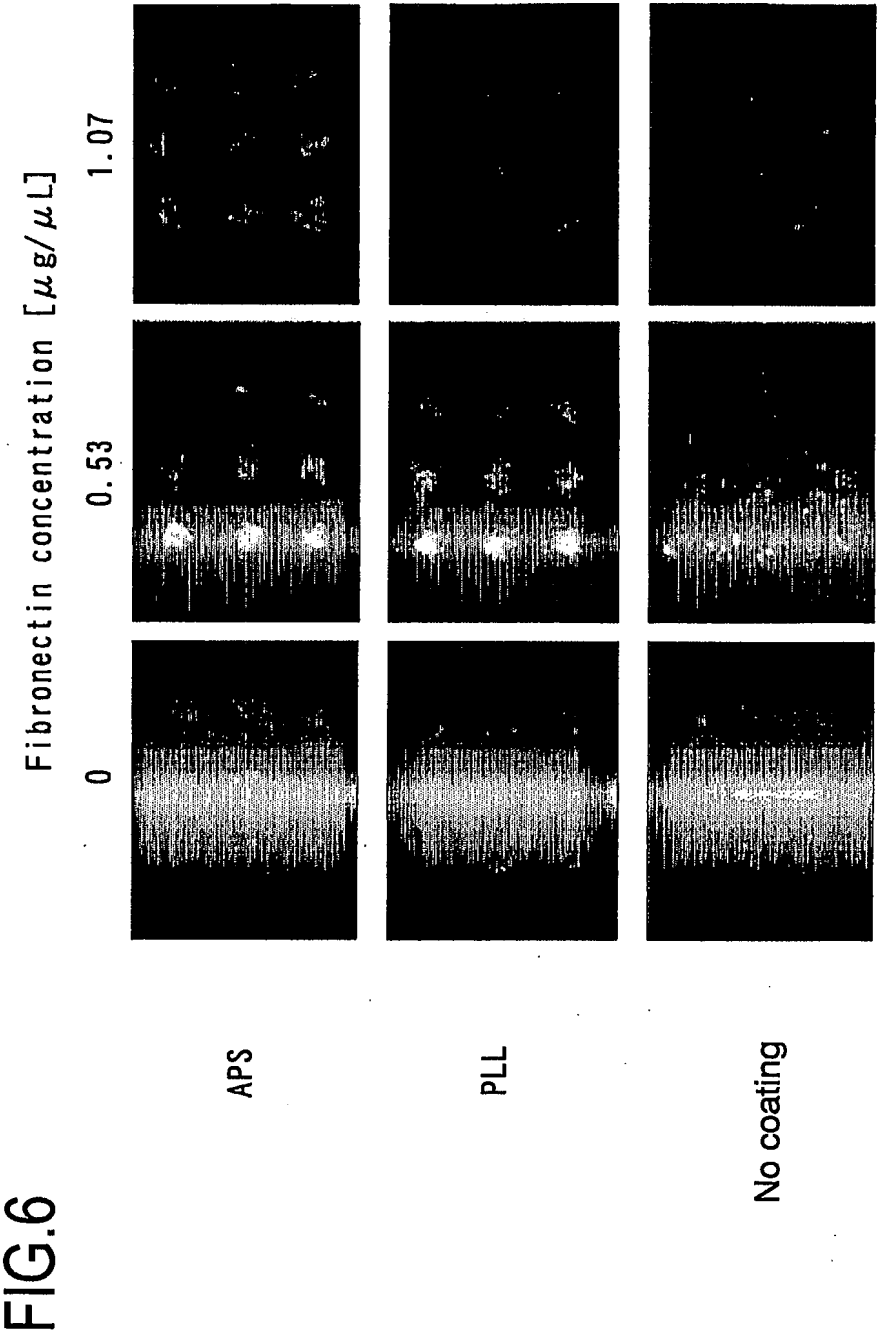 FIG.6
Fibronectin concentration [μg/μL]
0 0.53 1.07
APS
PLL
No coating